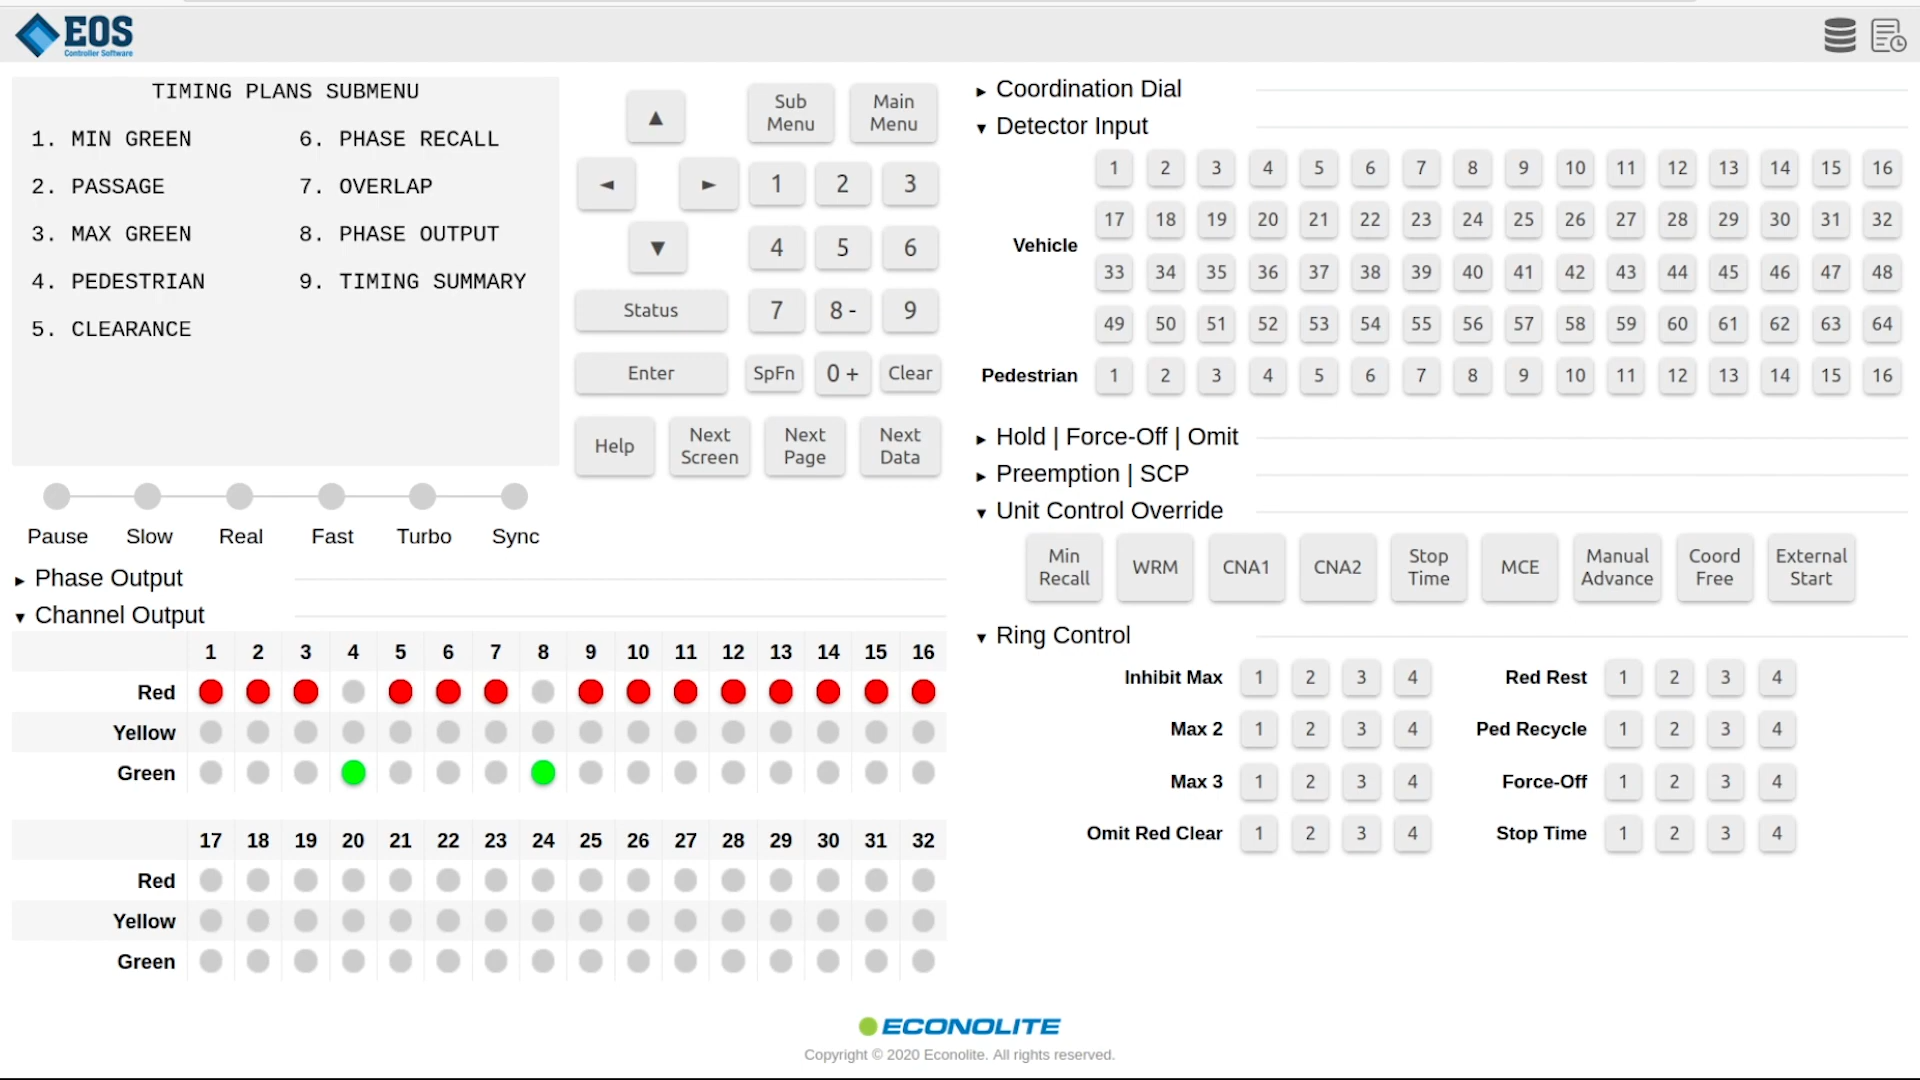 EOS
Controller Software
TIMING PLANS SUBMENU
1. MIN GREEN 6. PHASE RECALL
2. PASSAGE 7. OVERLAP
3. MAX GREEN 8. PHASE OUTPUT
4. PEDESTRIAN 9. TIMING SUMMARY
5. CLEARANCE
▲
◄ ►
▼
Sub Menu
Main Menu
1 2 3
4 5 6
Status 7 8 - 9
Enter SpFn 0 + Clear
Help
Next Screen
Next Page
Next Data
Pause Slow Real Fast Turbo Sync
► Phase Output
▼ Channel Output
1 2 3 4 5 6 7 8 9 10 11 12 13 14 15 16
Red
Yellow
Green
17 18 19 20 21 22 23 24 25 26 27 28 29 30 31 32
Red
Yellow
Green
► Coordination Dial
▼ Detector Input
Vehicle
1 2 3 4 5 6 7 8 9 10 11 12 13 14 15 16
17 18 19 20 21 22 23 24 25 26 27 28 29 30 31 32
33 34 35 36 37 38 39 40 41 42 43 44 45 46 47 48
49 50 51 52 53 54 55 56 57 58 59 60 61 62 63 64
Pedestrian 1 2 3 4 5 6 7 8 9 10 11 12 13 14 15 16
► Hold | Force-Off | Omit
► Preemption | SCP
▼ Unit Control Override
Min Recall
WRM
CNA1
CNA2
Stop Time
MCE
Manual Advance
Coord Free
External Start
▼ Ring Control
Inhibit Max 1 2 3 4 Red Rest 1 2 3 4
Max 2 1 2 3 4 Ped Recycle 1 2 3 4
Max 3 1 2 3 4 Force-Off 1 2 3 4
Omit Red Clear 1 2 3 4 Stop Time 1 2 3 4
ECONOLITE
Copyright © 2020 Econolite. All rights reserved.